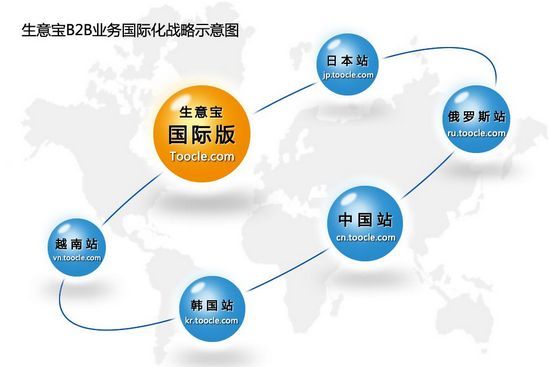 生意宝B2B业务国际化战略示意图
日本站
jp.toocle.com
生意宝
国际版
Toocle.com
俄罗斯站
ru.toocle.com
中国站
cn.toocle.com
越南站
vn.toocle.com
韩国站
kr.toocle.com